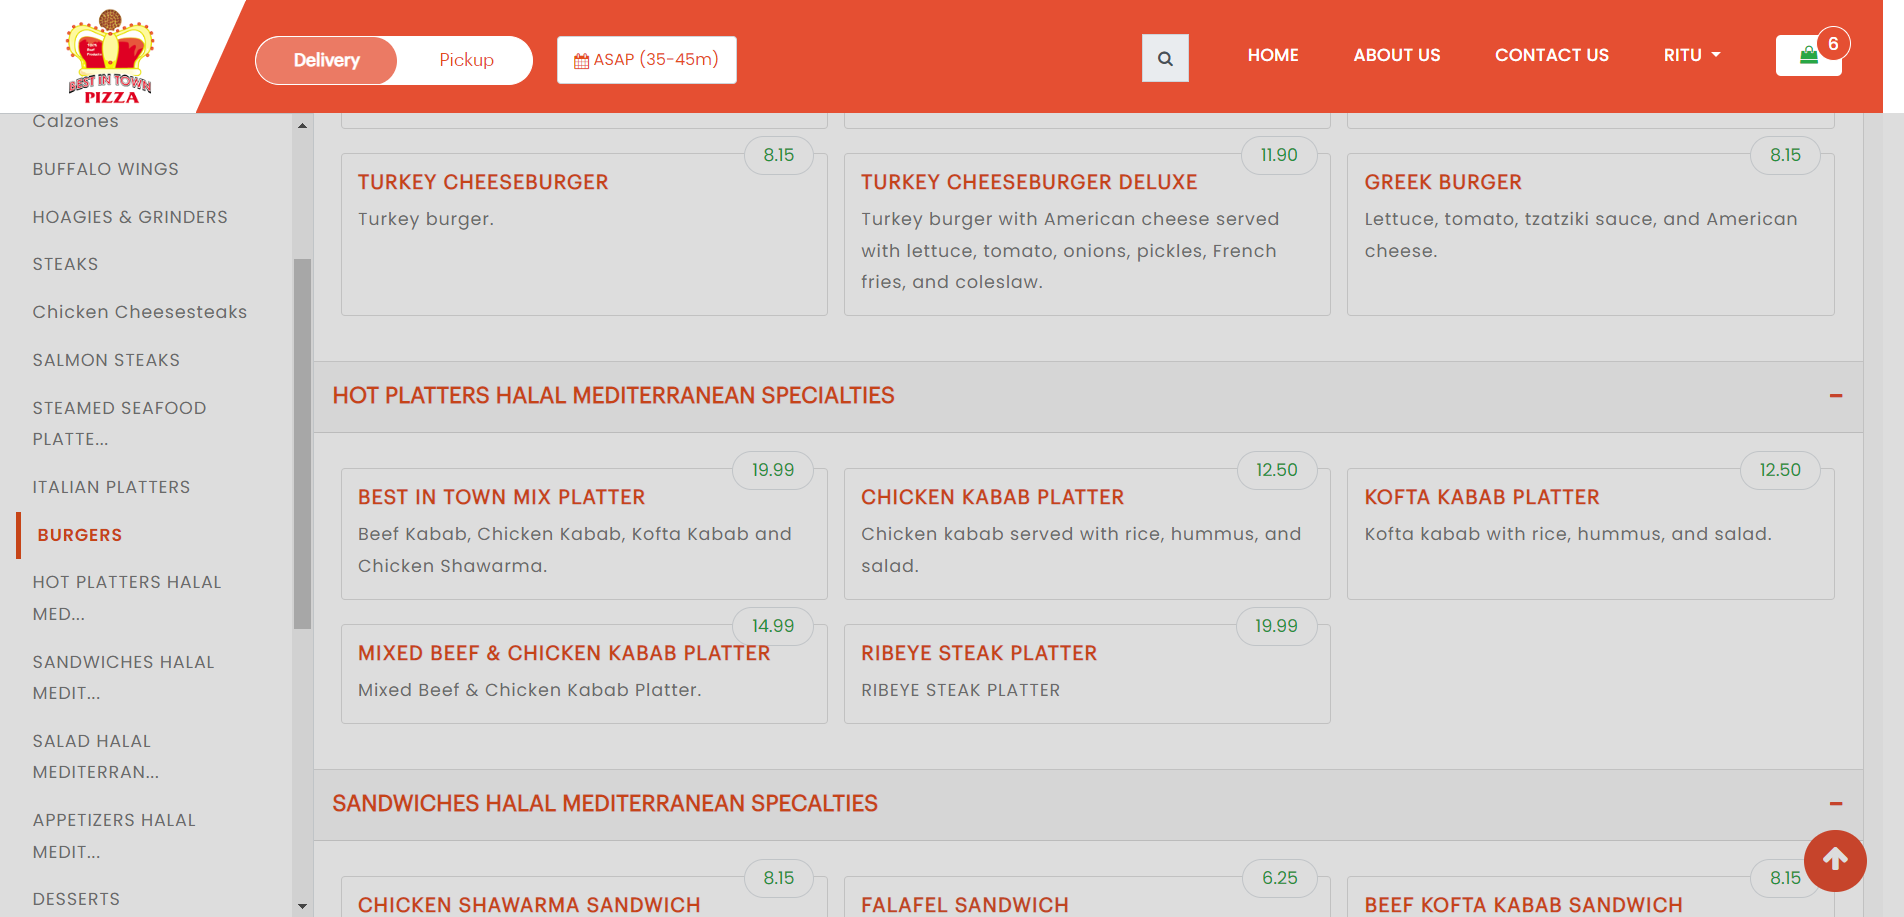 BEST IN TOWN
PIZZA
Delivery
Pickup
ASAP (35-45m)
HOME
ABOUT US
CONTACT US
RITU
6
Calzones
BUFFALO WINGS
HOAGIES & GRINDERS
STEAKS
Chicken Cheesesteaks
SALMON STEAKS
STEAMED SEAFOOD
PLATTE...
ITALIAN PLATTERS
BURGERS
HOT PLATTERS HALAL
MED...
SANDWICHES HALAL
MEDIT...
SALAD HALAL
MEDITERRAN...
APPETIZERS HALAL
MEDIT...
DESSERTS
8.15
TURKEY CHEESEBURGER
Turkey burger.
11.90
TURKEY CHEESEBURGER DELUXE
Turkey burger with American cheese served
with lettuce, tomato, onions, pickles, French
fries, and coleslaw.
8.15
GREEK BURGER
Lettuce, tomato, tzatziki sauce, and American
cheese.
HOT PLATTERS HALAL MEDITERRANEAN SPECIALTIES
19.99
BEST IN TOWN MIX PLATTER
Beef Kabab, Chicken Kabab, Kofta Kabab and
Chicken Shawarma.
12.50
CHICKEN KABAB PLATTER
Chicken kabab served with rice, hummus, and
salad.
12.50
KOFTA KABAB PLATTER
Kofta kabab with rice, hummus, and salad.
14.99
MIXED BEEF & CHICKEN KABAB PLATTER
Mixed Beef & Chicken Kabab Platter.
19.99
RIBEYE STEAK PLATTER
RIBEYE STEAK PLATTER
SANDWICHES HALAL MEDITERRANEAN SPECALTIES
8.15
CHICKEN SHAWARMA SANDWICH
6.25
FALAFEL SANDWICH
8.15
BEEF KOFTA KABAB SANDWICH